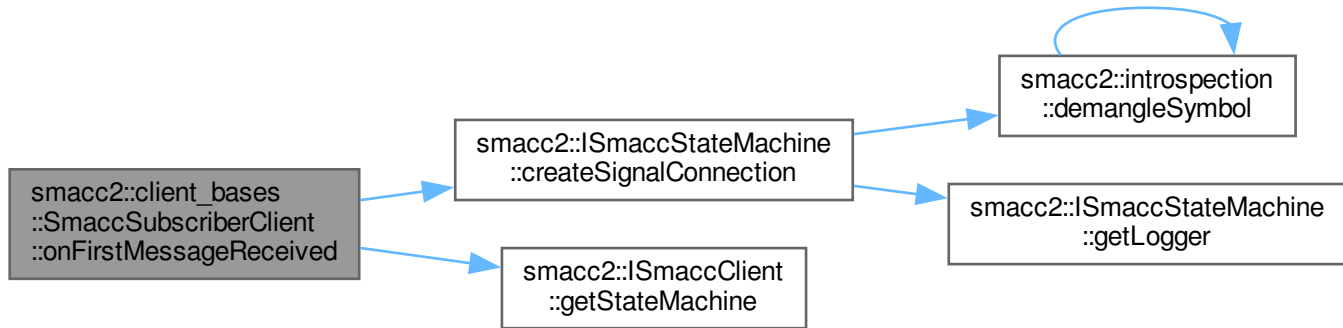 smacc2::client_bases
::SmaccSubscriberClient
::onFirstMessageReceived
smacc2::ISmaccStateMachine
::createSignalConnection
smacc2::ISmaccClient
::getStateMachine
smacc2::introspection
::demangleSymbol
smacc2::ISmaccStateMachine
::getLogger